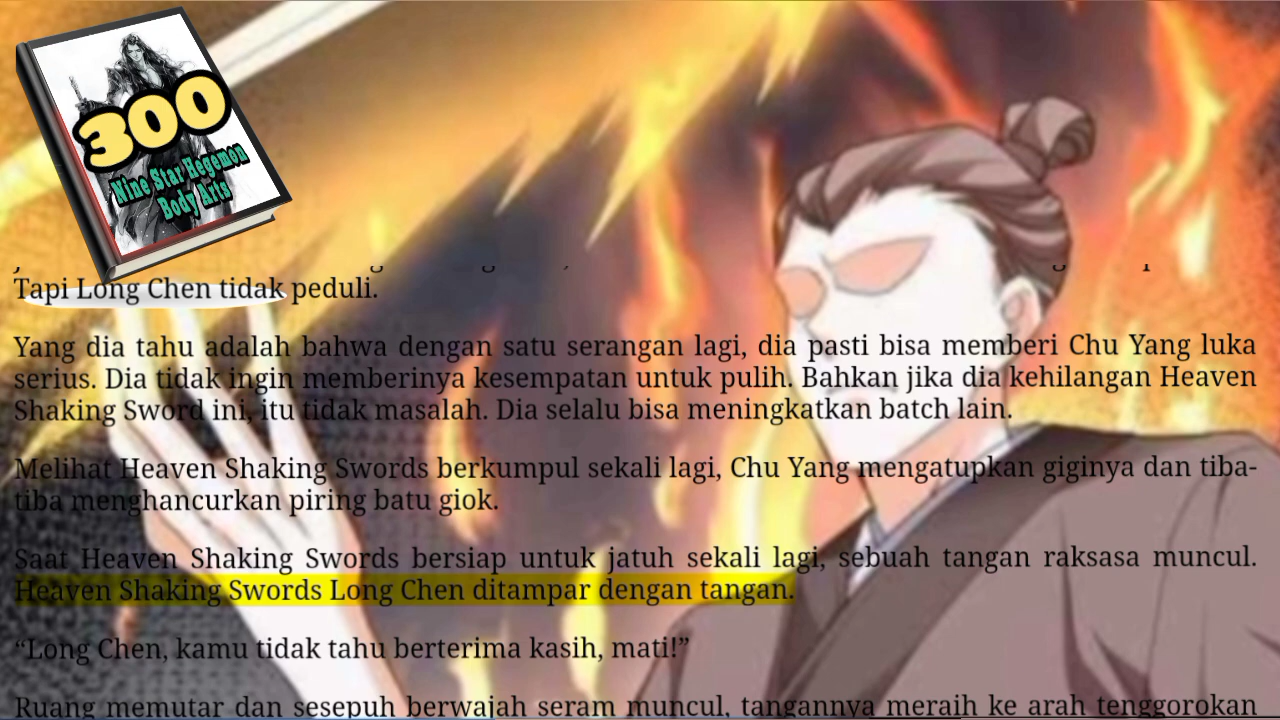 300
Nine Star Hegemon
Body Arts
Tapi Long Chen tidak peduli.
Yang dia tahu adalah bahwa dengan satu serangan lagi, dia pasti bisa memberi Chu Yang luka
serius. Dia tidak ingin memberinya kesempatan untuk pulih. Bahkan jika dia kehilangan Heaven
Shaking Sword ini, itu tidak masalah. Dia selalu bisa meningkatkan batch lain.
Melihat Heaven Shaking Swords berkumpul sekali lagi, Chu Yang mengatupkan giginya dan tiba-
tiba menghancurkan piring batu giok.
Saat Heaven Shaking Swords bersiap untuk jatuh sekali lagi, sebuah tangan raksasa muncul.
Heaven Shaking Swords Long Chen ditampar dengan tangan.
“Long Chen, kamu tidak tahu berterima kasih, mati!”
Ruang memutar dan sesepuh berwajah seram muncul, tangannya meraih ke arah tenggorokan